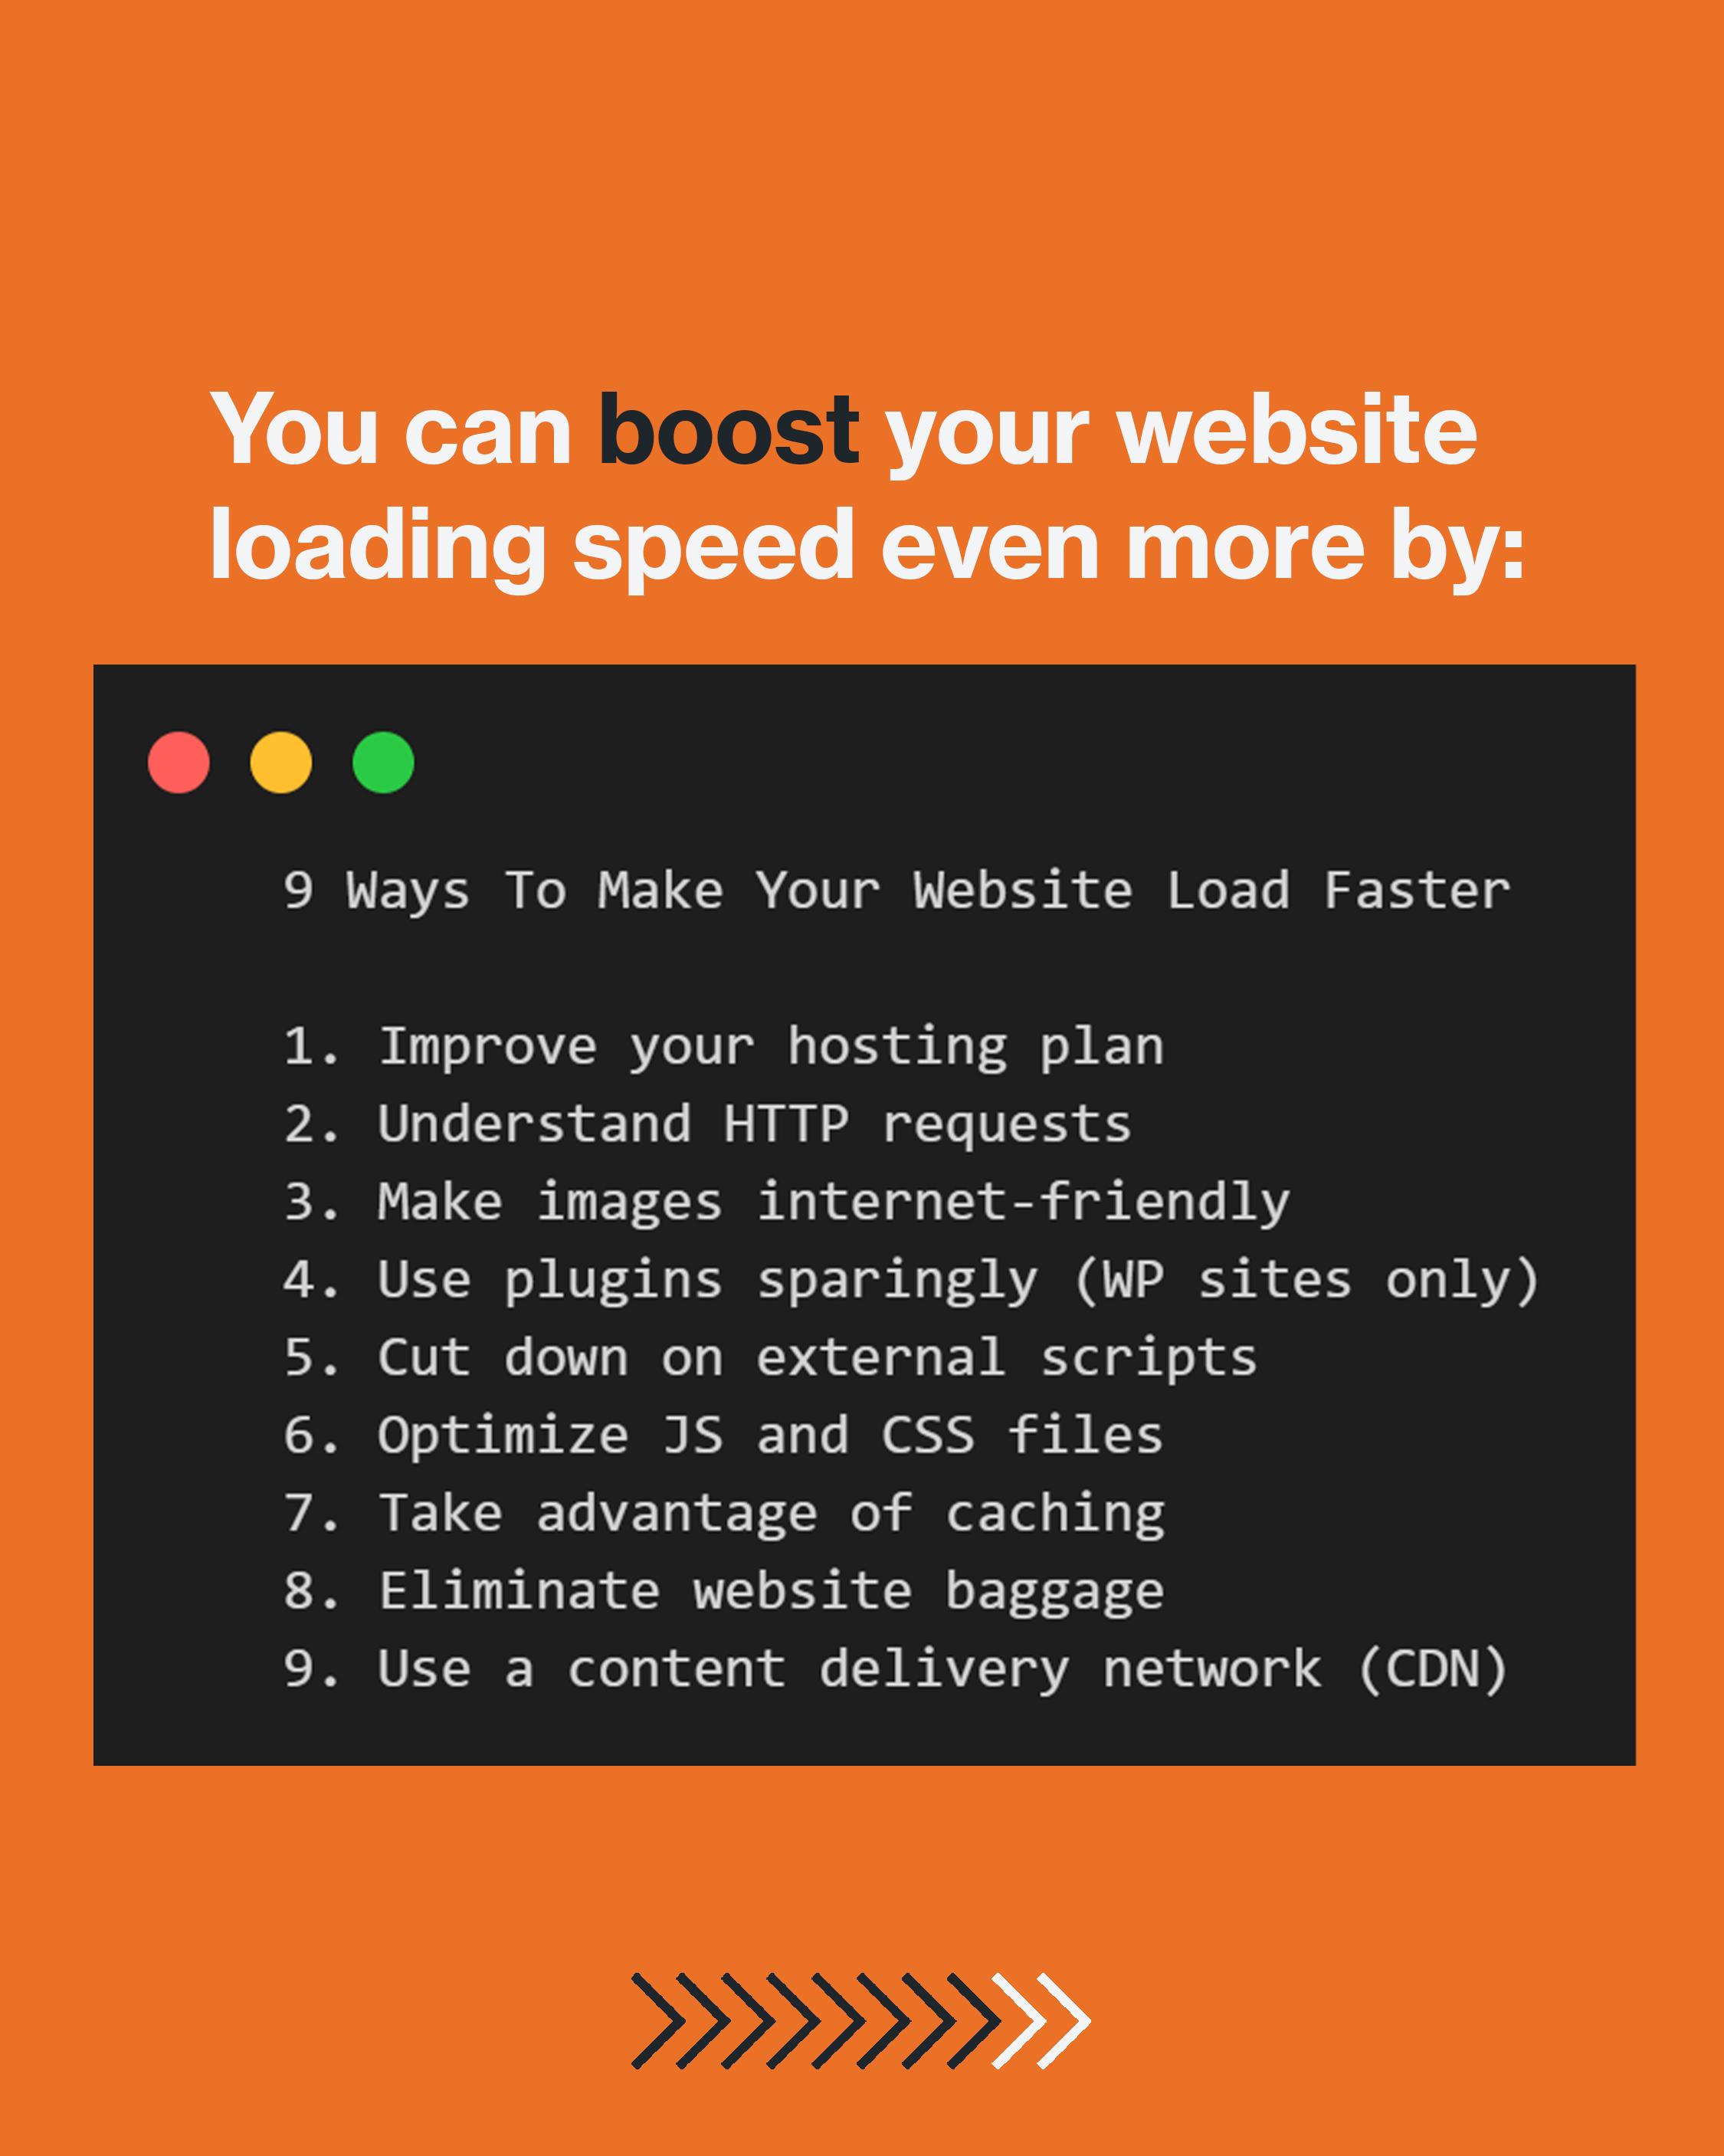 You can boost your website
loading speed even more by:
9 Ways To Make Your Website Load Faster
1. Improve your hosting plan
2. Understand HTTP requests
3. Make images internet-friendly
4. Use plugins sparingly (WP sites only)
5. Cut down on external scripts
6. Optimize JS and CSS files
7. Take advantage of caching
8. Eliminate website baggage
9. Use a content delivery network (CDN)